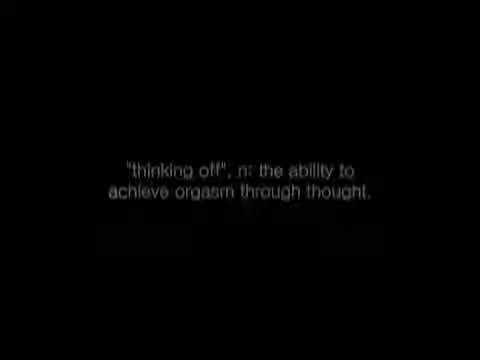 "thinking off", n: the ability to
achieve orgasm through thought.